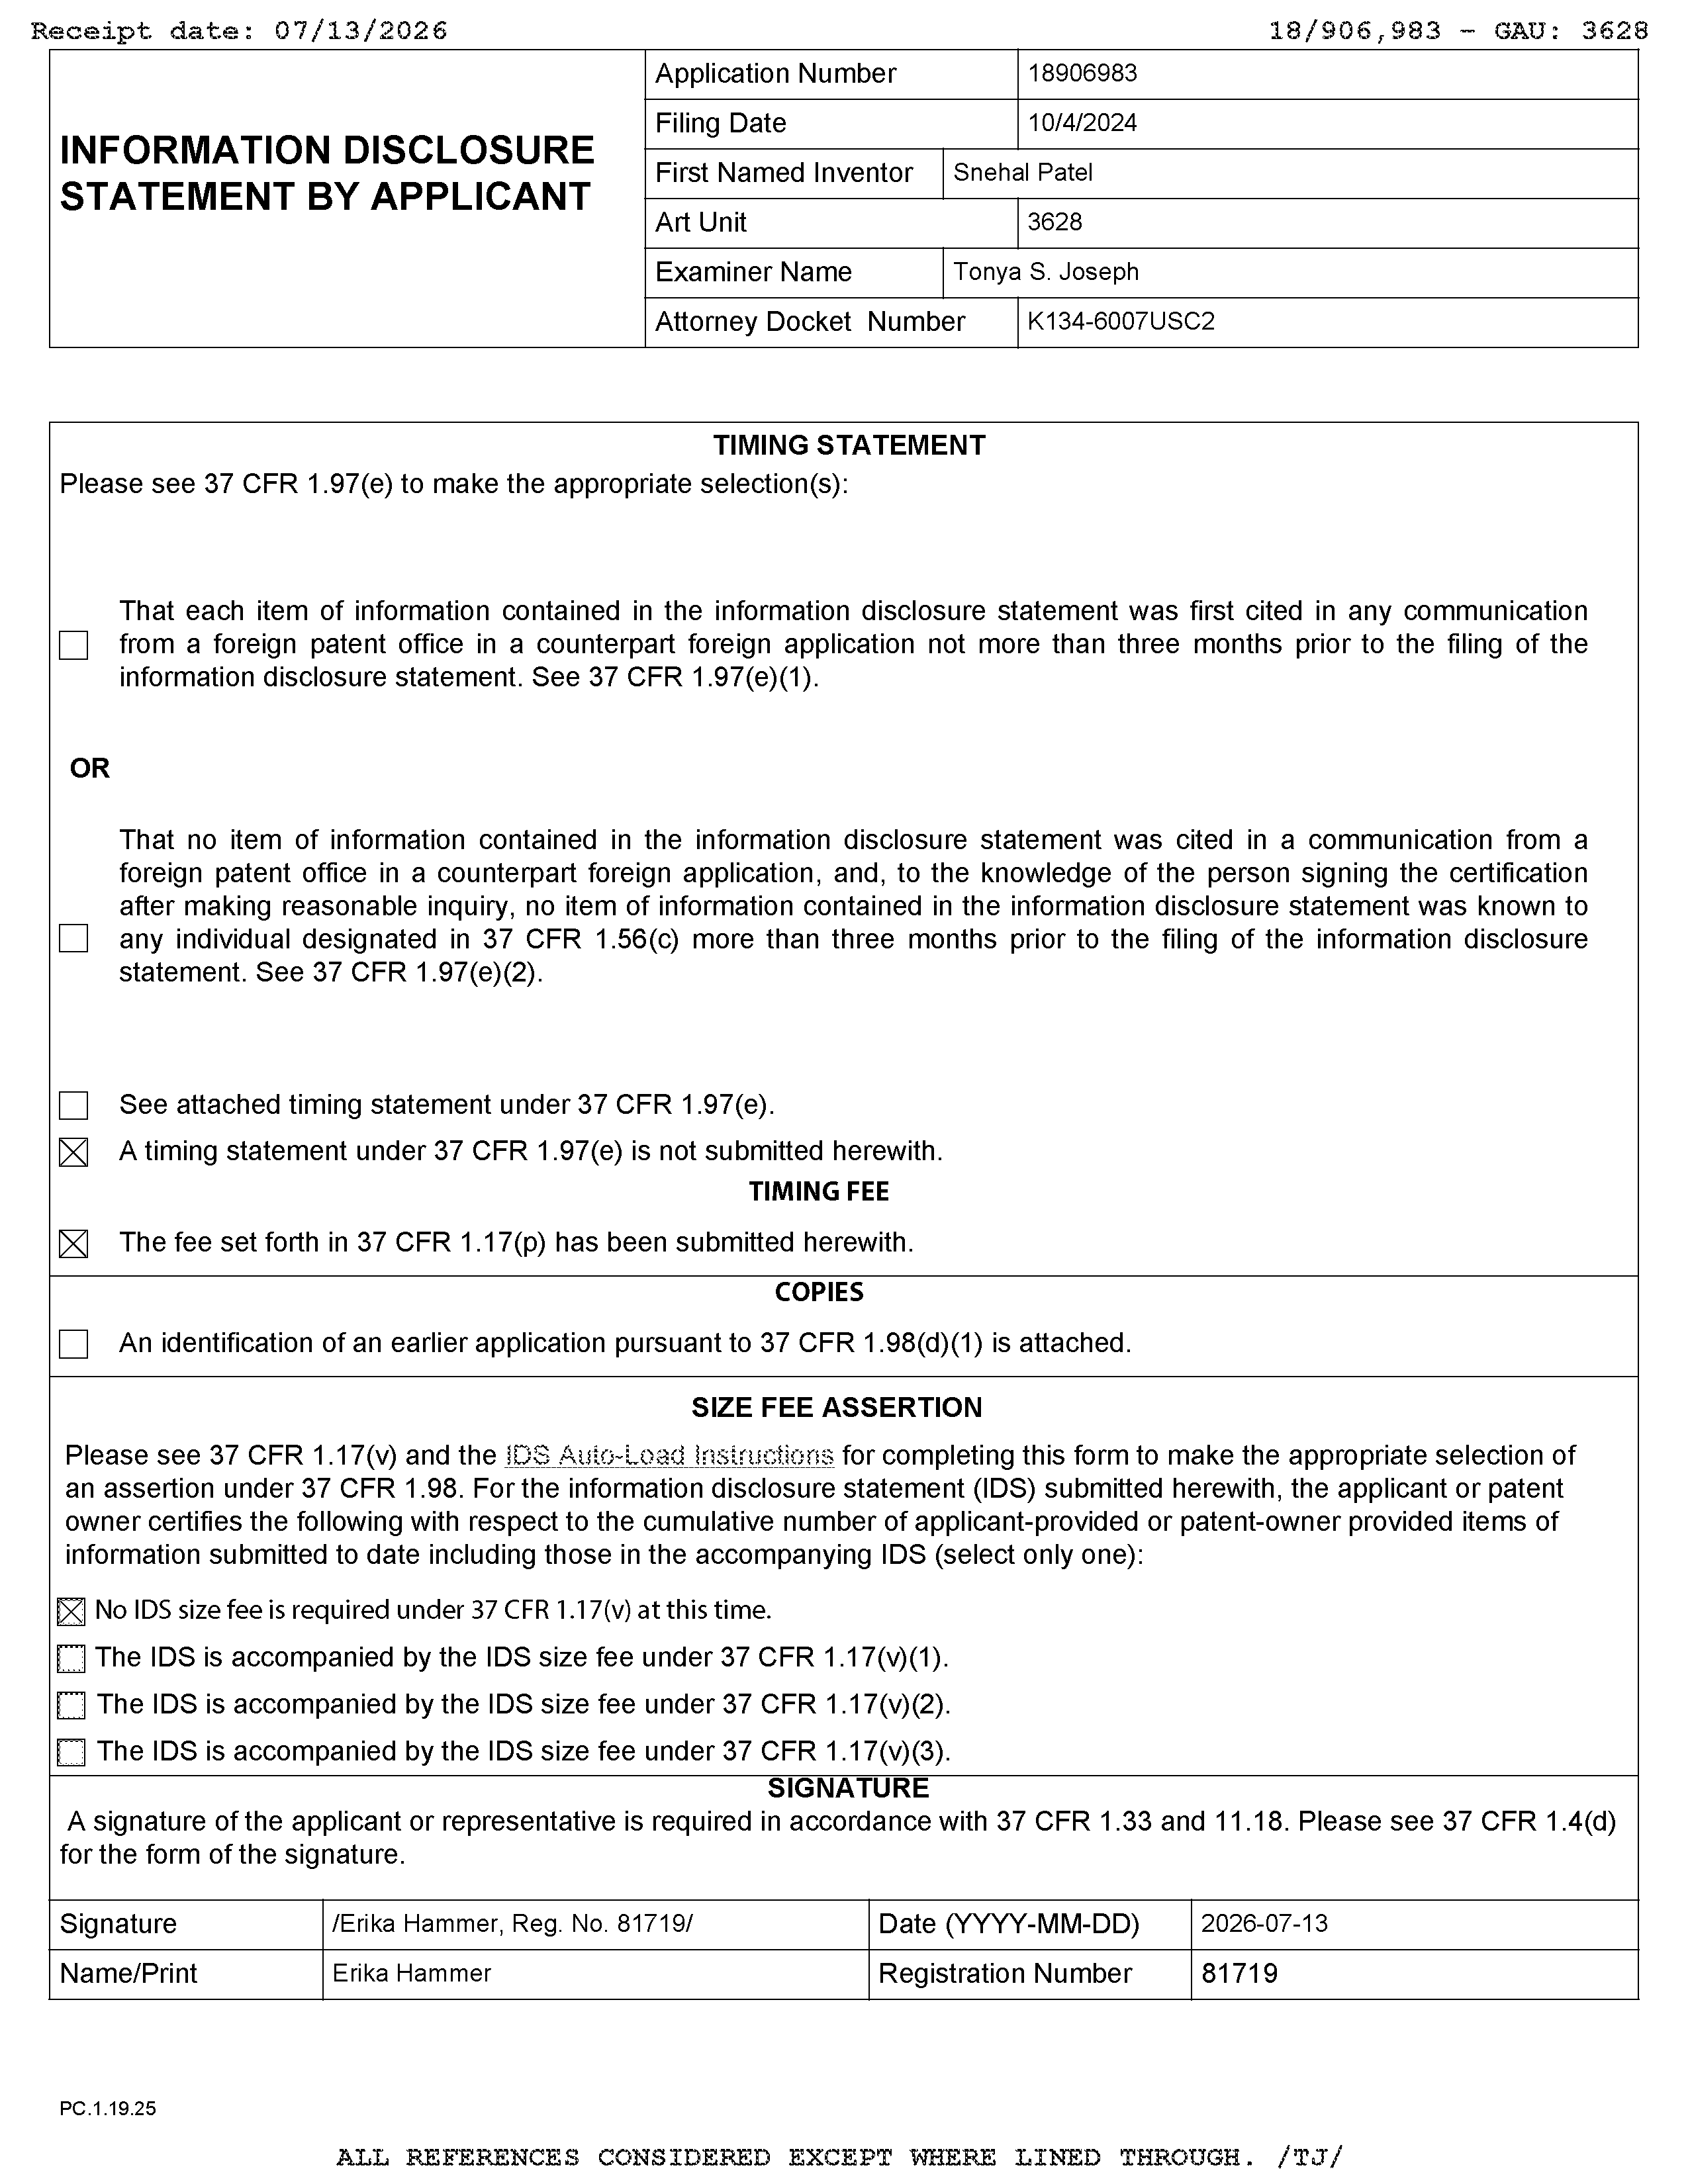 Receipt date: 07/13/2026 18/906,983 - GAU: 3628
INFORMATION DISCLOSURE
STATEMENT BY APPLICANT
Application Number 18906983
Filing Date 10/4/2024
First Named Inventor Snehal Patel
Art Unit 3628
Examiner Name Tonya S. Joseph
Attorney Docket Number K134-6007USC2
TIMING STATEMENT
Please see 37 CFR 1.97(e) to make the appropriate selection(s):
That each item of information contained in the information disclosure statement was first cited in any communication
from a foreign patent office in a counterpart foreign application not more than three months prior to the filing of the
information disclosure statement. See 37 CFR 1.97(e)(1).
OR
That no item of information contained in the information disclosure statement was cited in a communication from a
foreign patent office in a counterpart foreign application, and, to the knowledge of the person signing the certification
after making reasonable inquiry, no item of information contained in the information disclosure statement was known to
any individual designated in 37 CFR 1.56(c) more than three months prior to the filing of the information disclosure
statement. See 37 CFR 1.97(e)(2).
See attached timing statement under 37 CFR 1.97(e).
A timing statement under 37 CFR 1.97(e) is not submitted herewith.
TIMING FEE
The fee set forth in 37 CFR 1.17(p) has been submitted herewith.
COPIES
An identification of an earlier application pursuant to 37 CFR 1.98(d)(1) is attached.
SIZE FEE ASSERTION
Please see 37 CFR 1.17(v) and the IDS Auto-Load Instructions for completing this form to make the appropriate selection of
an assertion under 37 CFR 1.98. For the information disclosure statement (IDS) submitted herewith, the applicant or patent
owner certifies the following with respect to the cumulative number of applicant-provided or patent-owner provided items of
information submitted to date including those in the accompanying IDS (select only one):
No IDS size fee is required under 37 CFR 1.17(v) at this time.
The IDS is accompanied by the IDS size fee under 37 CFR 1.17(v)(1).
The IDS is accompanied by the IDS size fee under 37 CFR 1.17(v)(2).
The IDS is accompanied by the IDS size fee under 37 CFR 1.17(v)(3).
SIGNATURE
A signature of the applicant or representative is required in accordance with 37 CFR 1.33 and 11.18. Please see 37 CFR 1.4(d)
for the form of the signature.
Signature /Erika Hammer, Reg. No. 81719/ Date (YYYY-MM-DD) 2026-07-13
Name/Print Erika Hammer Registration Number 81719
PC.1.19.25
ALL REFERENCES CONSIDERED EXCEPT WHERE LINED THROUGH. /TJ/